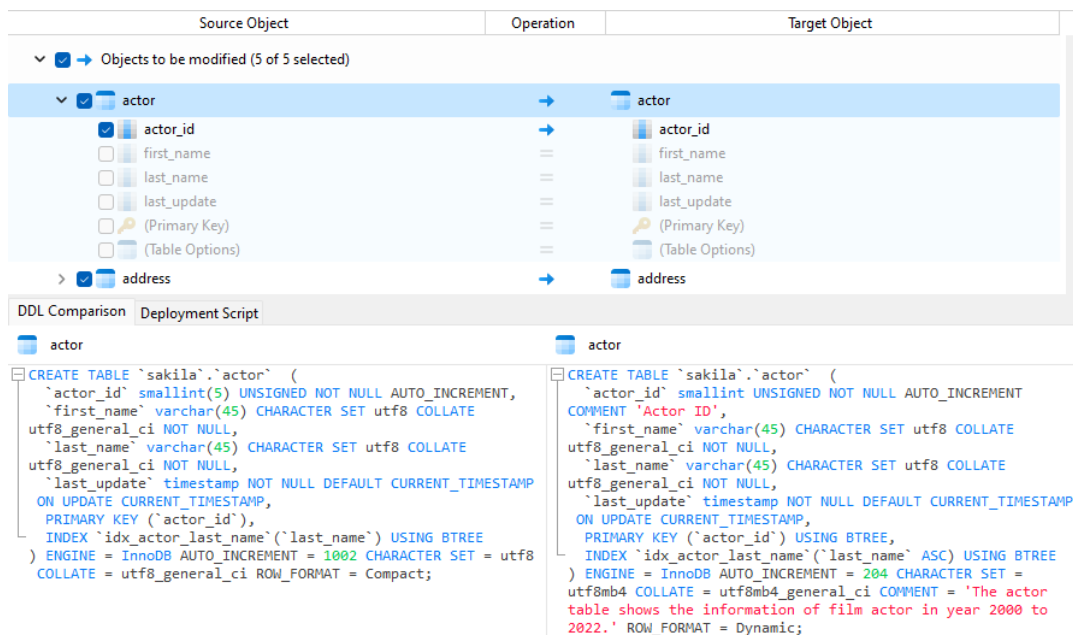 Source Object Operation Target Object
Objects to be modified (5 of 5 selected)
actor actor
actor_id actor_id
first_name = first_name
last_name = last_name
last_update = last_update
(Primary Key) = (Primary Key)
(Table Options) = (Table Options)
address address
DDL Comparison Deployment Script
actor
CREATE TABLE `sakila`.`actor`  (
  `actor_id` smallint(5) UNSIGNED NOT NULL AUTO_INCREMENT,
  `first_name` varchar(45) CHARACTER SET utf8 COLLATE
utf8_general_ci NOT NULL,
  `last_name` varchar(45) CHARACTER SET utf8 COLLATE
utf8_general_ci NOT NULL,
  `last_update` timestamp NOT NULL DEFAULT CURRENT_TIMESTAMP
 ON UPDATE CURRENT_TIMESTAMP,
  PRIMARY KEY (`actor_id`),
  INDEX `idx_actor_last_name`(`last_name`) USING BTREE
) ENGINE = InnoDB AUTO_INCREMENT = 1002 CHARACTER SET = utf8
 COLLATE = utf8_general_ci ROW_FORMAT = Compact;
actor
CREATE TABLE `sakila`.`actor`  (
  `actor_id` smallint UNSIGNED NOT NULL AUTO_INCREMENT
COMMENT 'Actor ID',
  `first_name` varchar(45) CHARACTER SET utf8 COLLATE
utf8_general_ci NOT NULL,
  `last_name` varchar(45) CHARACTER SET utf8 COLLATE
utf8_general_ci NOT NULL,
  `last_update` timestamp NOT NULL DEFAULT CURRENT_TIMESTAMP
 ON UPDATE CURRENT_TIMESTAMP,
  PRIMARY KEY (`actor_id`) USING BTREE,
  INDEX `idx_actor_last_name`(`last_name` ASC) USING BTREE
) ENGINE = InnoDB AUTO_INCREMENT = 204 CHARACTER SET =
utf8mb4 COLLATE = utf8mb4_general_ci COMMENT = 'The actor
table shows the information of film actor in year 2000 to
2022.' ROW_FORMAT = Dynamic;